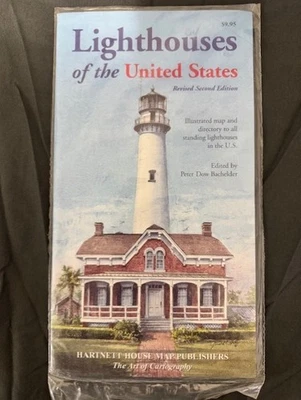 $9.95
Lighthouses
of the United States
Revised Second Edition
Illustrated map and
directory to all
standing lighthouses
in the U.S.
Edited by
Peter Dow Bachelder
HARTNETT HOUSE MAP PUBLISHERS
The Art of Cartography